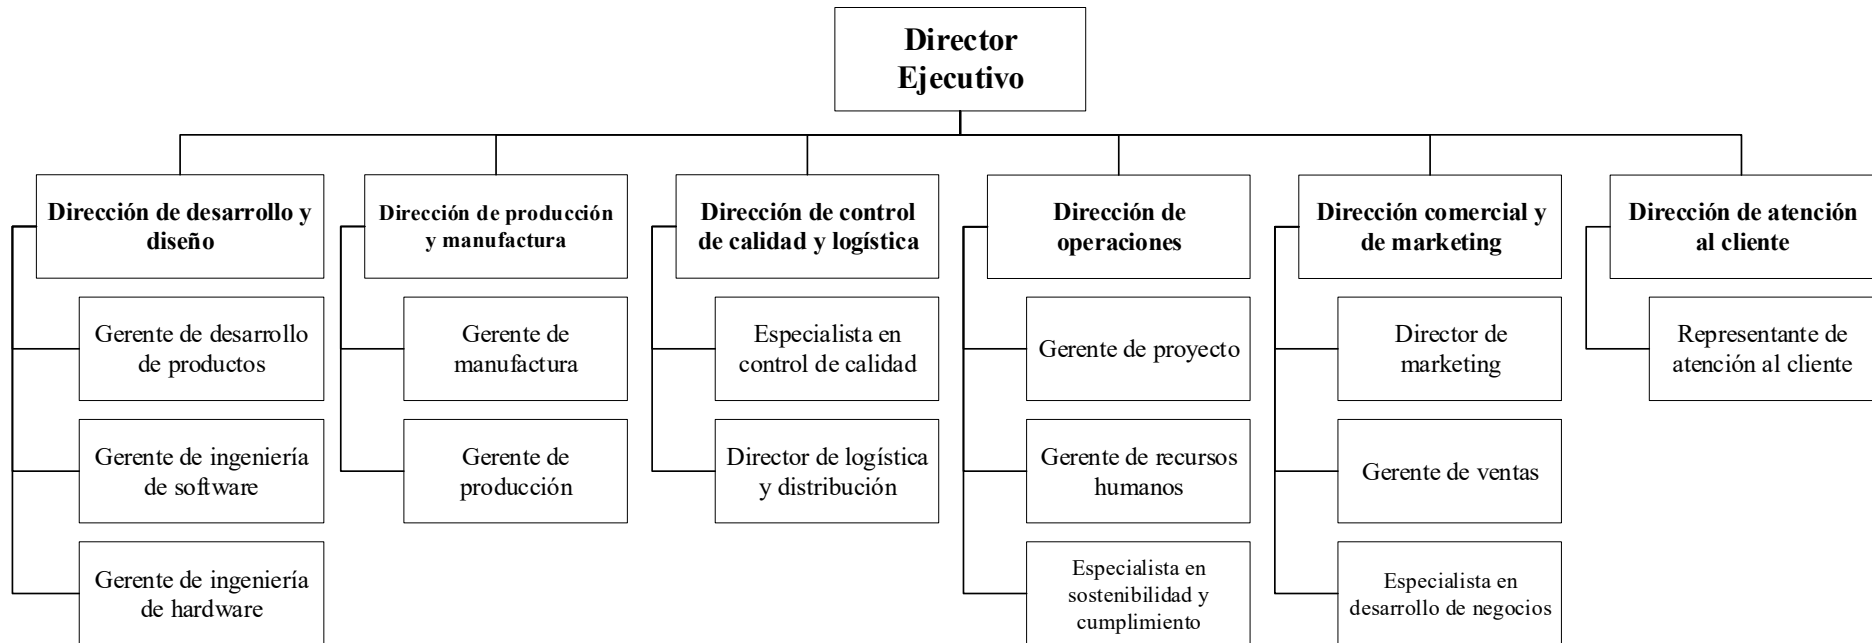 Director
Ejecutivo
Dirección de desarrollo y
diseño
Gerente de desarrollo
de productos
Gerente de ingeniería
de software
Gerente de ingeniería
de hardware
Dirección de producción
y manufactura
Gerente de
manufactura
Gerente de
producción
Dirección de control
de calidad y logística
Especialista en
control de calidad
Director de logística
y distribución
Dirección de
operaciones
Gerente de proyecto
Gerente de recursos
humanos
Especialista en
sostenibilidad y
cumplimiento
Dirección comercial y
de marketing
Director de
marketing
Gerente de ventas
Especialista en
desarrollo de negocios
Dirección de atención
al cliente
Representante de
atención al cliente